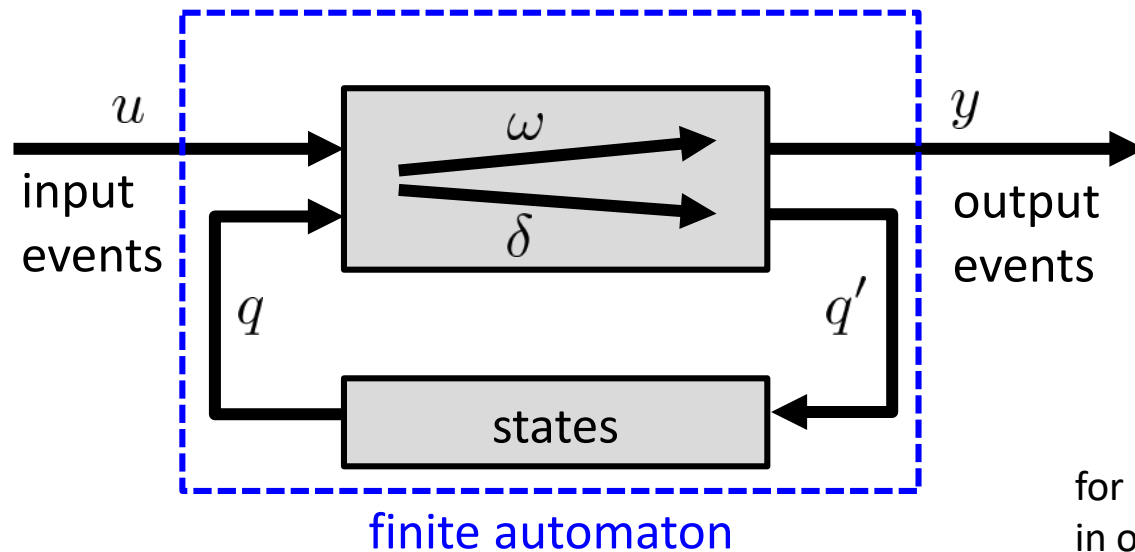 u
y
ω
input
events
δ
output
events
q
q′
states
for
in o
finite automaton